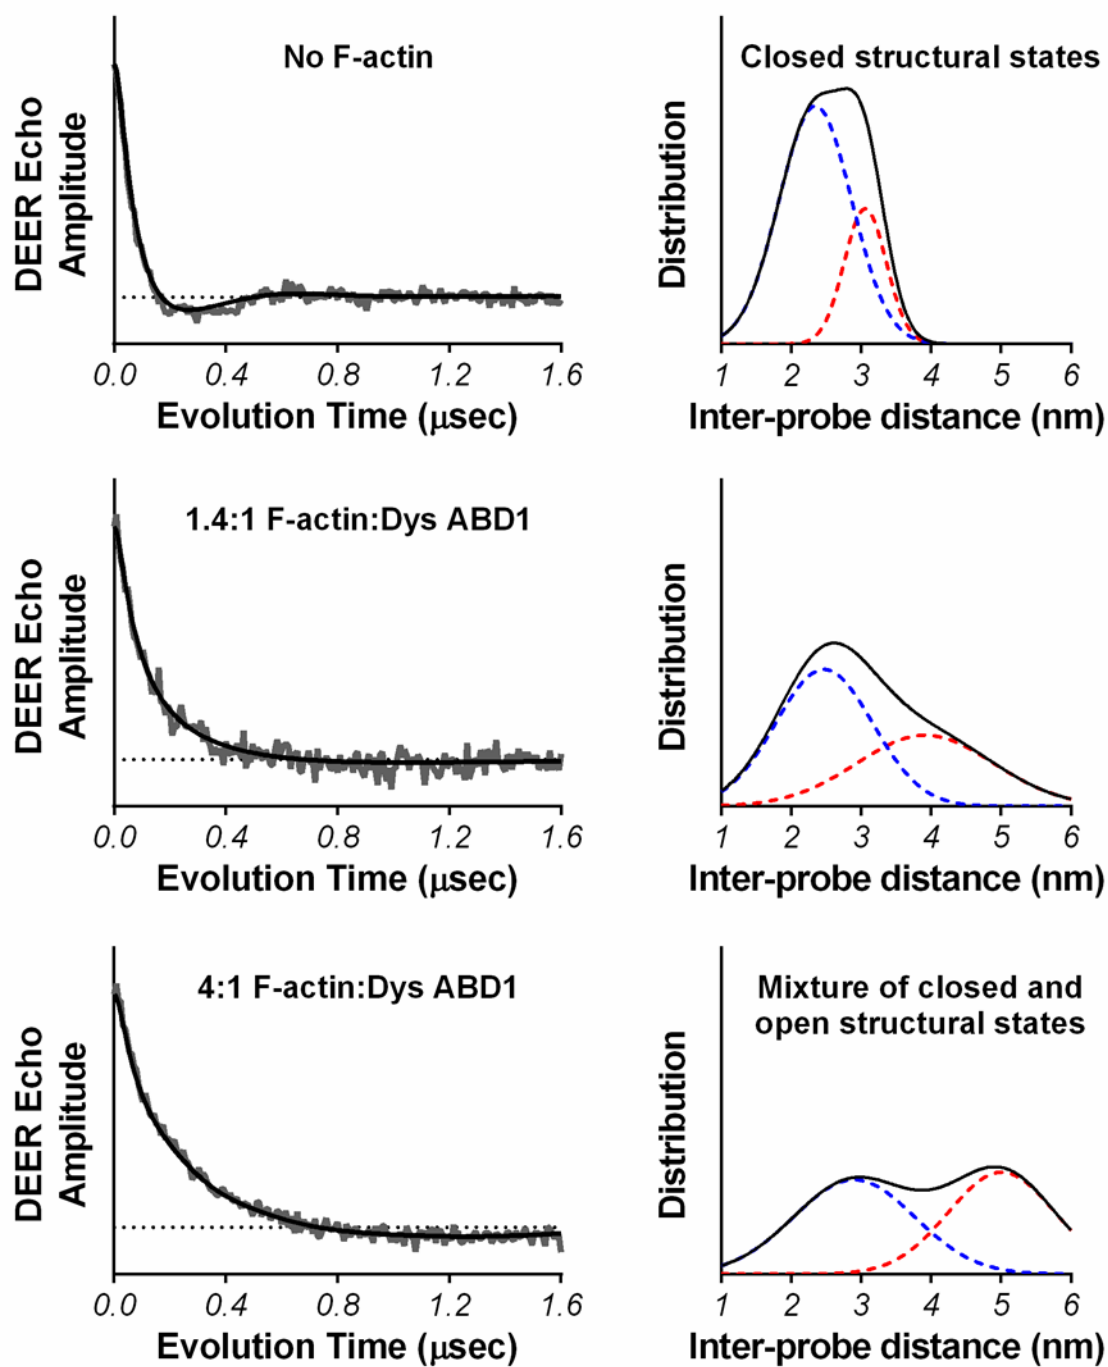 No F-actin
DEER Echo
Amplitude
0.0 0.4 0.8 1.2 1.6
Evolution Time (μsec)
Closed structural states
Distribution
1 2 3 4 5 6
Inter-probe distance (nm)
1.4:1 F-actin:Dys ABD1
DEER Echo
Amplitude
0.0 0.4 0.8 1.2 1.6
Evolution Time (μsec)
Distribution
1 2 3 4 5 6
Inter-probe distance (nm)
4:1 F-actin:Dys ABD1
DEER Echo
Amplitude
0.0 0.4 0.8 1.2 1.6
Evolution Time (μsec)
Mixture of closed and
open structural states
Distribution
1 2 3 4 5 6
Inter-probe distance (nm)